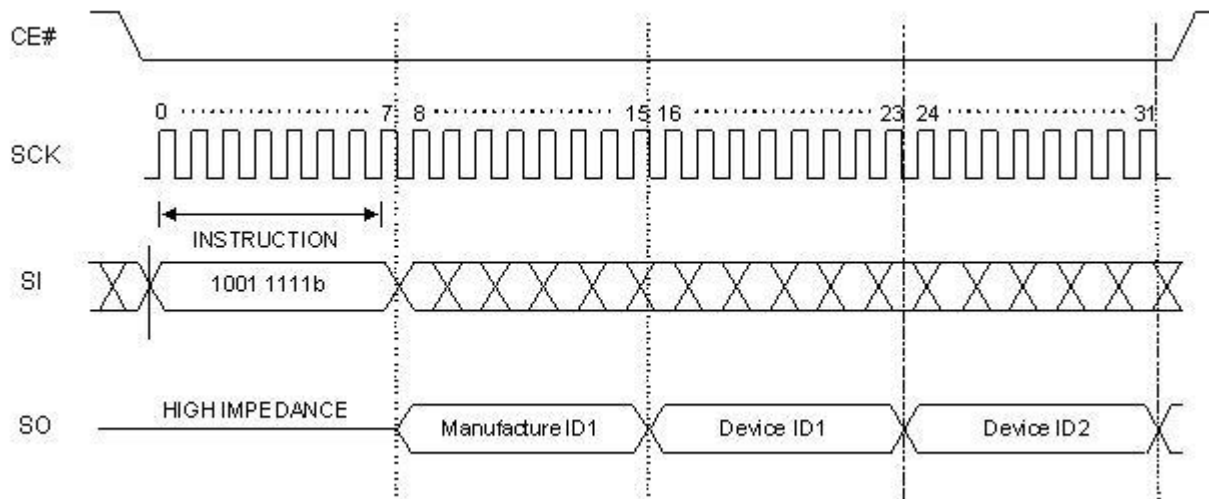 CE#
0 7 8 15 16 23 24 31
SCK
INSTRUCTION
SI 1001 1111b
HIGH IMPEDANCE
SO Manufacture ID1 Device ID1 Device ID2